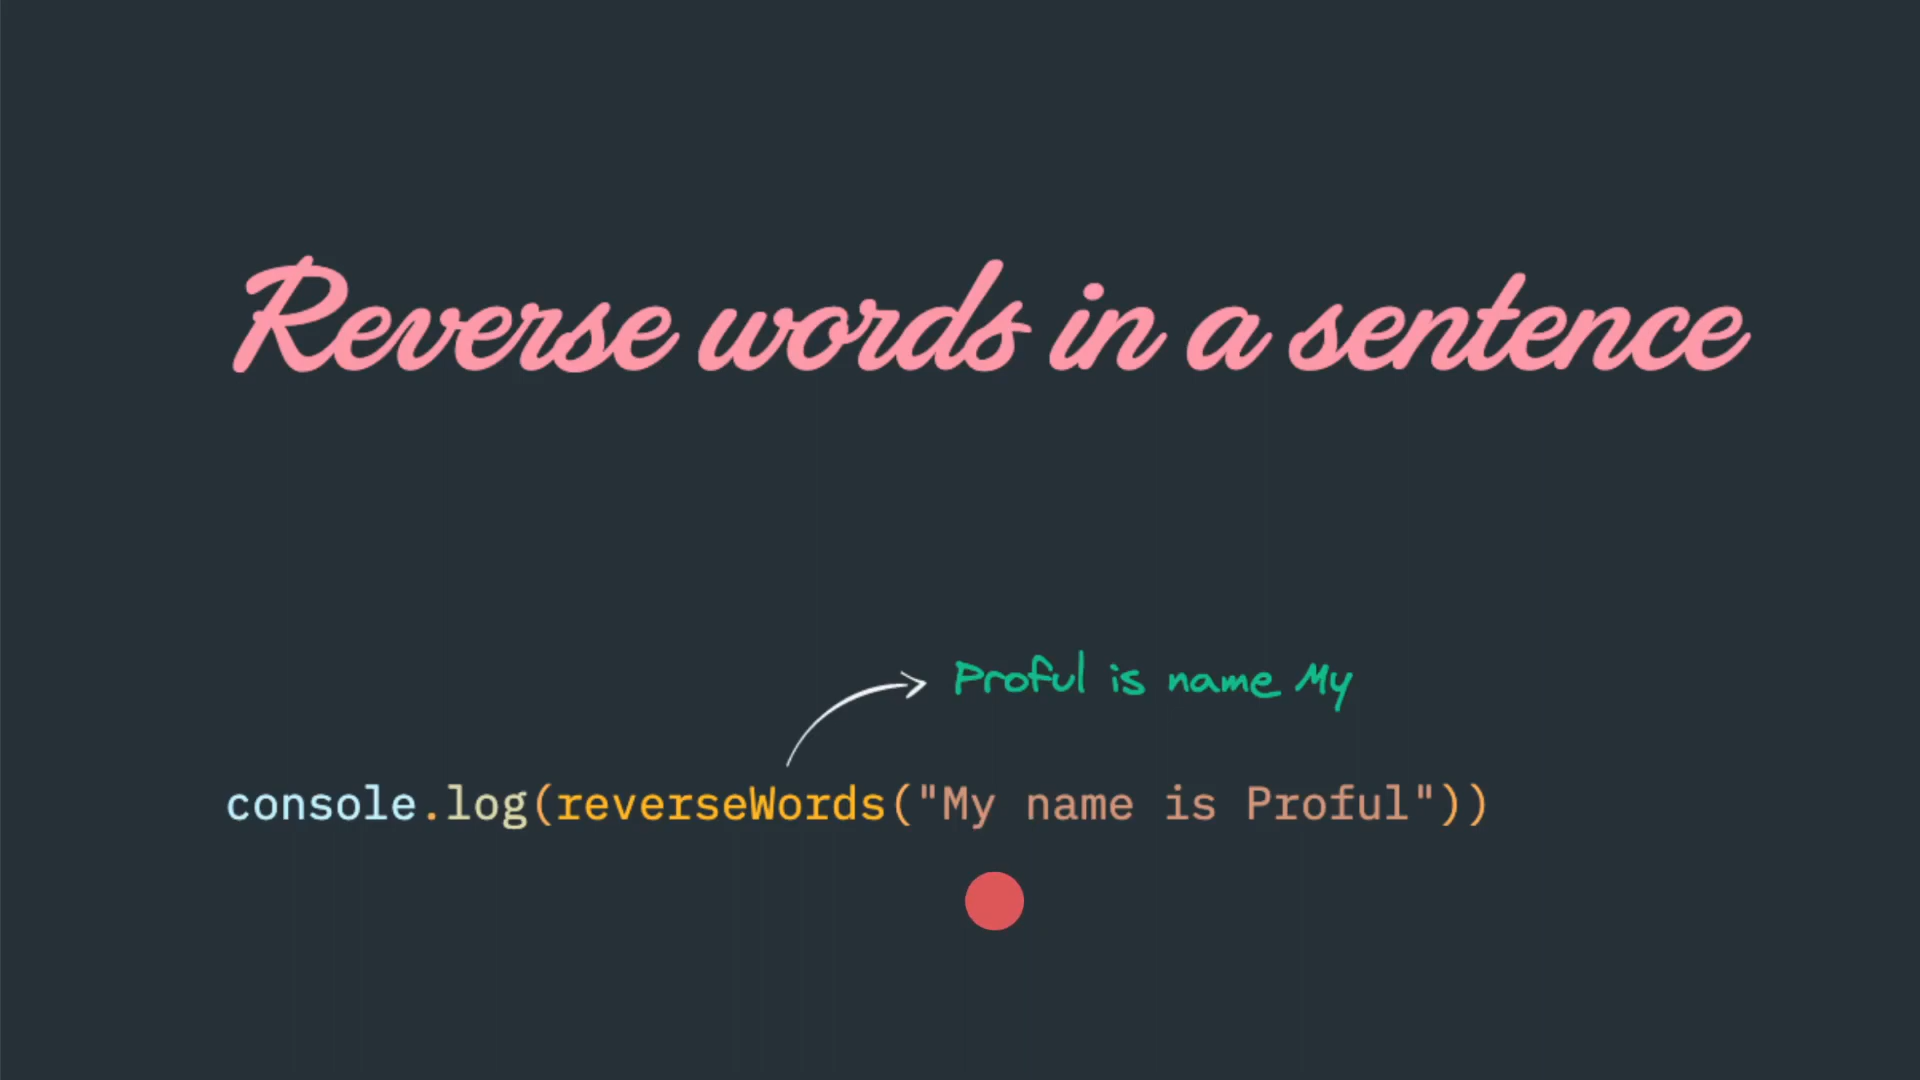 Reverse words in a sentence
Proful is name My
console.log(reverseWords("My name is Proful"))